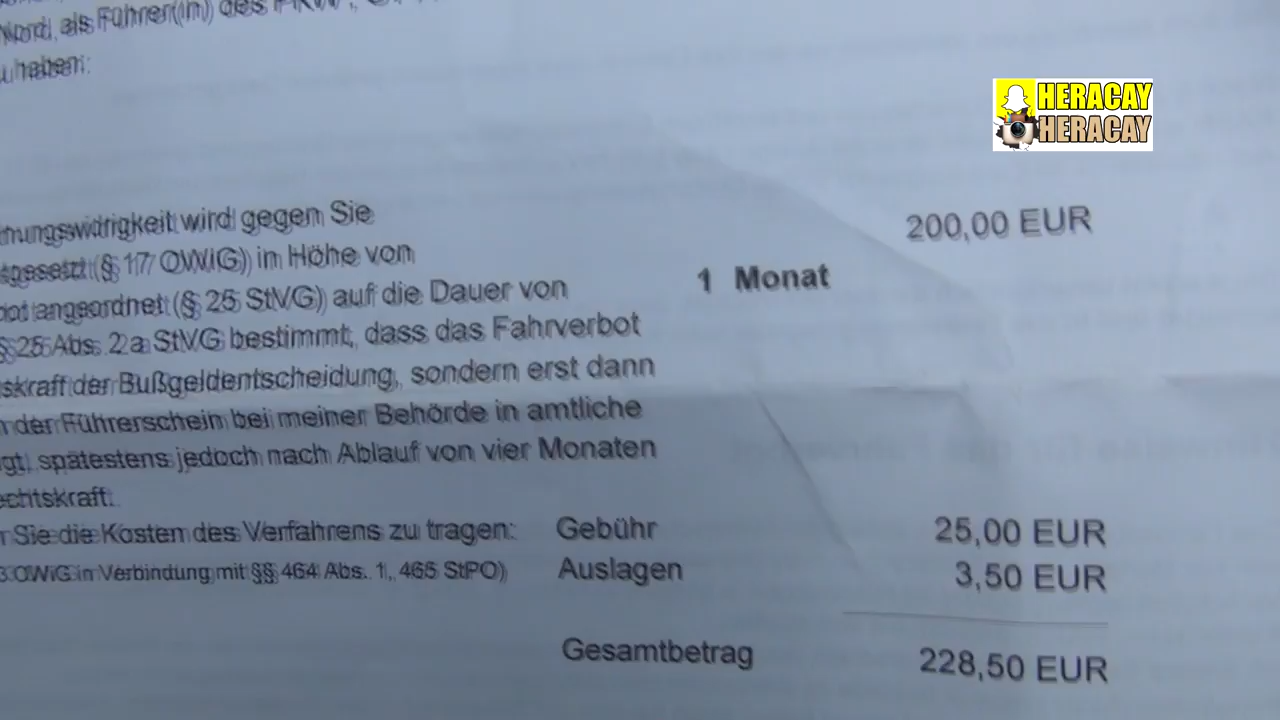 Nord, als Führer(in) des PKW,
haben:
HERACAY
HERACAY
wird gegen Sie
200,00 EUR
(§ 17 OWiG) in Höhe von
angeordnet (§ 25 StVG) auf die Dauer von
1 Monat
§ 25 Abs. 2 a StVG bestimmt, dass das Fahrverbot
der Bußgeldentscheidung, sondern erst dann
der Führerschein bei meiner Behörde in amtliche
spätestens jedoch nach Ablauf von vier Monaten
echtskraft.
Sie die Kosten des Verfahrens zu tragen: Gebühr 25,00 EUR
OWiG in Verbindung mit §§ 464 Abs. 1, 465 StPO) Auslagen 3,50 EUR
Gesamtbetrag 228,50 EUR